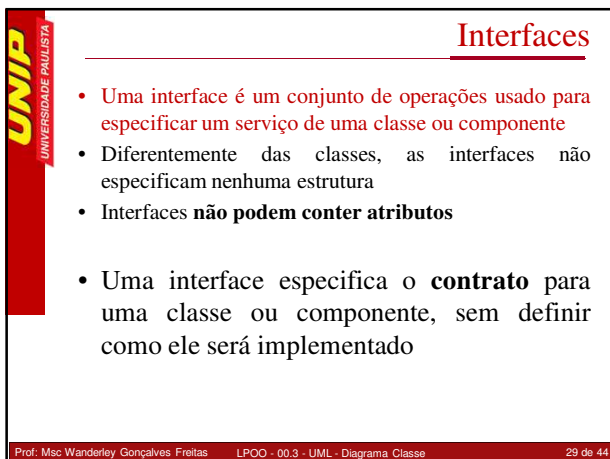 UNIP
UNIVERSIDADE PAULISTA
Interfaces
• Uma interface é um conjunto de operações usado para
especificar um serviço de uma classe ou componente
• Diferentemente das classes, as interfaces não
especificam nenhuma estrutura
• Interfaces não podem conter atributos
• Uma interface especifica o contrato para
uma classe ou componente, sem definir
como ele será implementado
Prof: Msc Wanderley Gonçalves Freitas LPOO - 00.3 - UML - Diagrama Classe 29 de 44